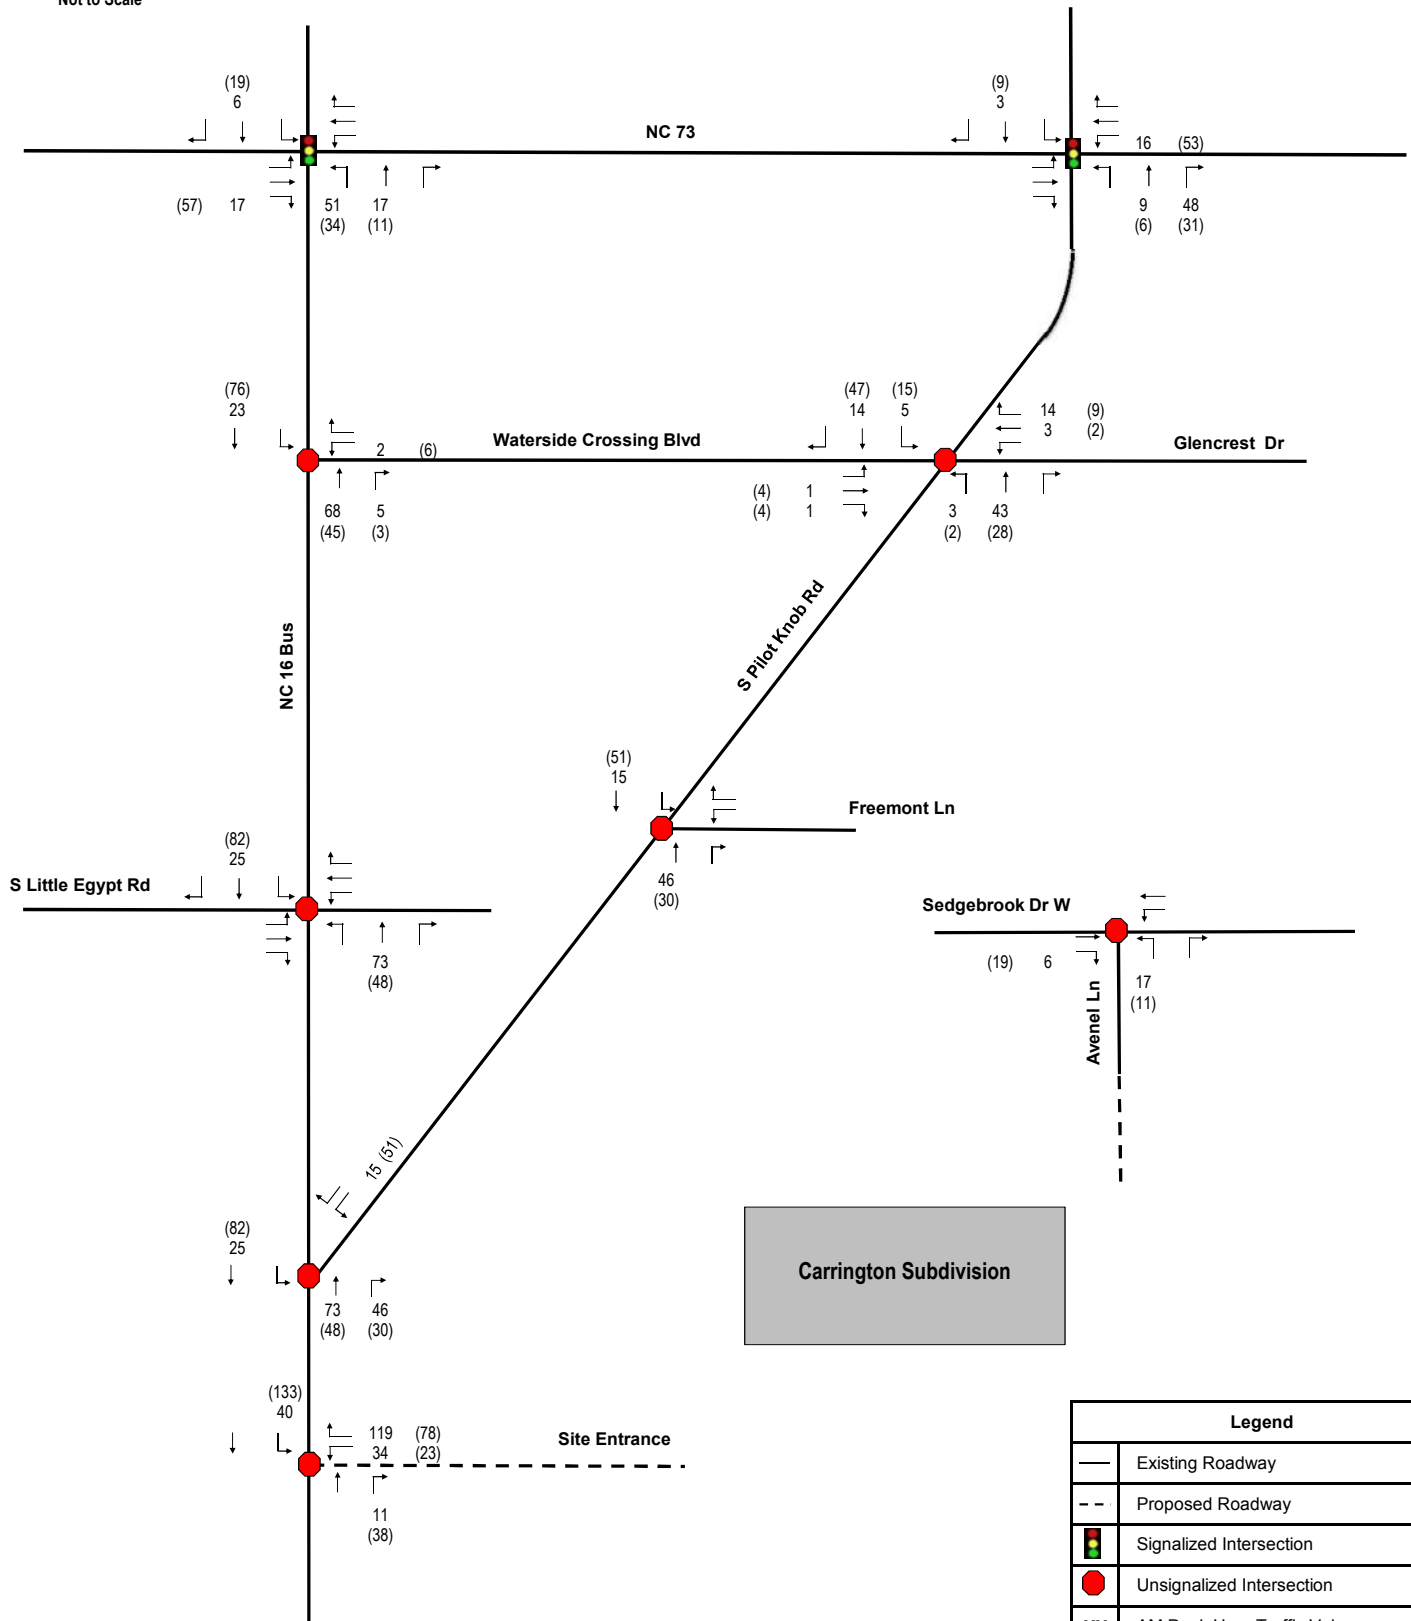 Not to Scale
(19)
6
(9)
3
NC 73
16 (53)
(57) 17
51 17
(34) (11)
9 48
(6) (31)
(76)
23
(47) (15)
14 5
14 (9)
3 (2)
Waterside Crossing Blvd
2 (6)
Glencrest Dr
(4) 1
(4) 1
68 5
(45) (3)
3 43
(2) (28)
NC 16 Bus
S Pilot Knob Rd
(51)
15
Freemont Ln
(82)
25
S Little Egypt Rd
46
(30)
Sedgebrook Dr W
73
(48)
(19) 6
17
(11)
Avenel Ln
15 (51)
(82)
25
Carrington Subdivision
73 46
(48) (30)
(133)
40
119 (78)
34 (23)
Site Entrance
11
(38)
Legend
Existing Roadway
Proposed Roadway
Signalized Intersection
Unsignalized Intersection